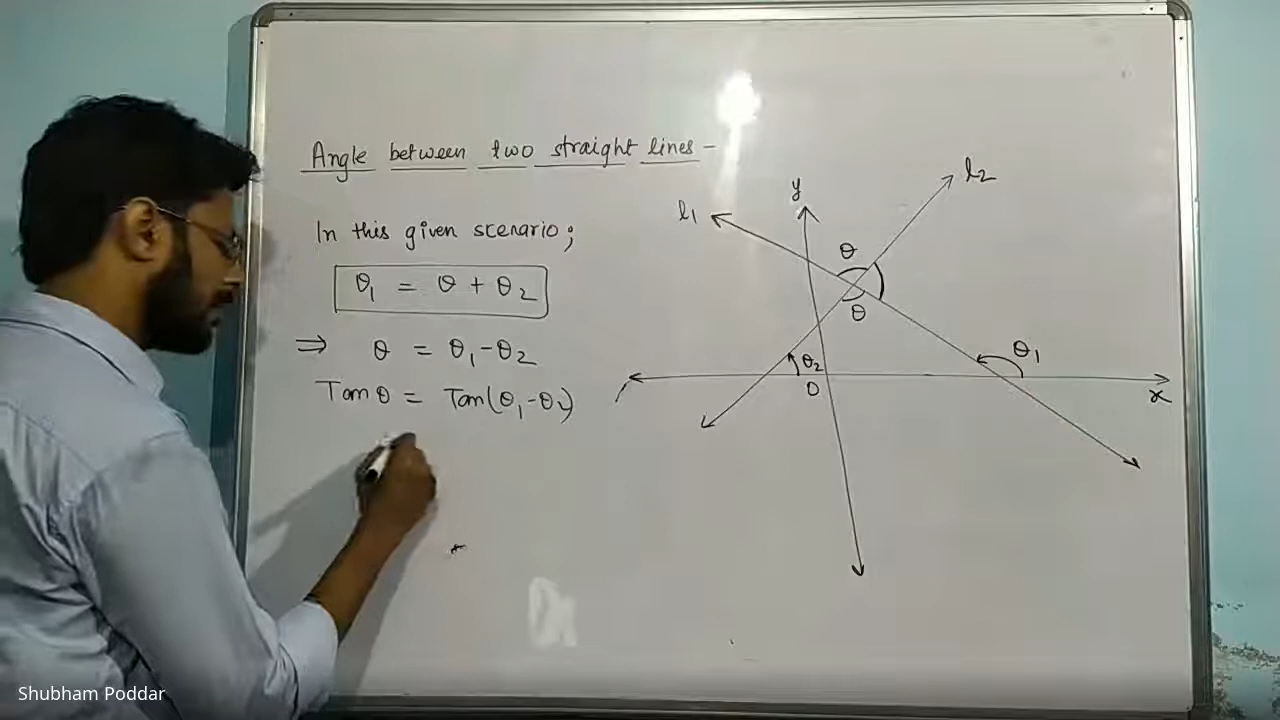 Angle between two straight lines -
In this given scenario;
θ₁ = θ + θ₂
⇒ θ = θ₁-θ₂
Tan θ = Tan(θ₁-θ₂)
y
l₂
l₁
θ
θ
θ₂
θ₁
O
x
Shubham Poddar